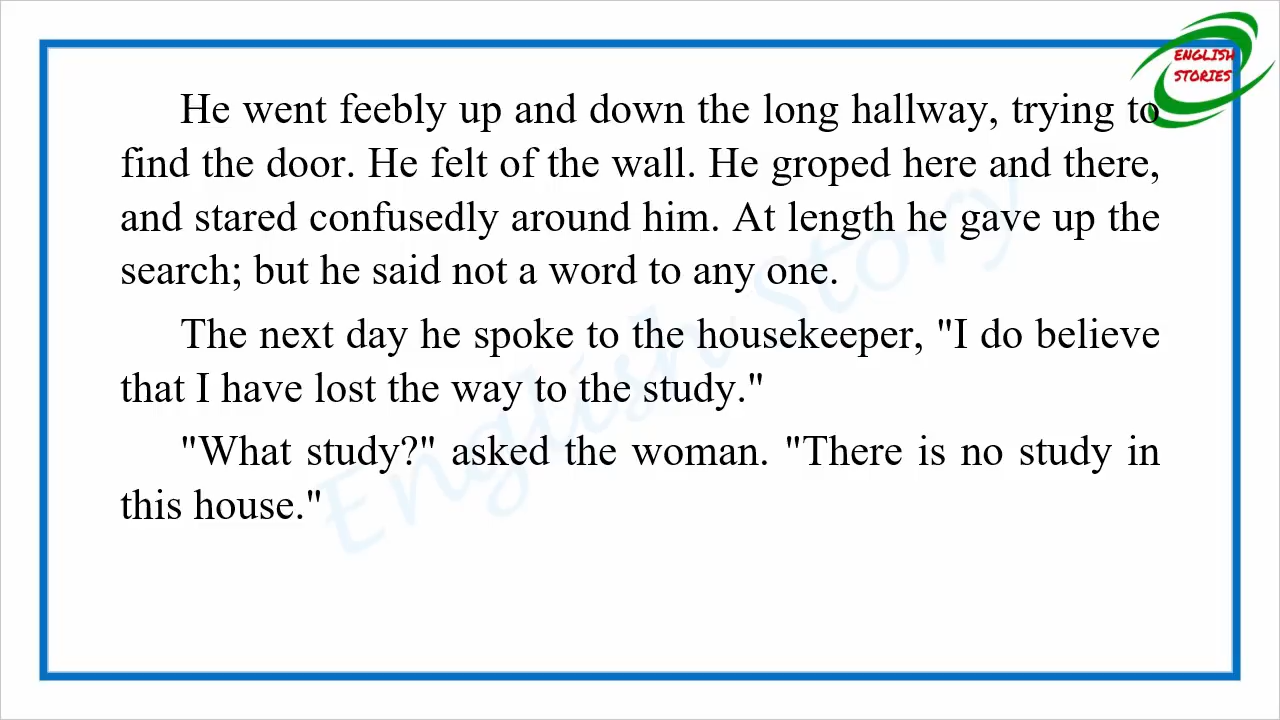 ENGLISH
STORIES
He went feebly up and down the long hallway, trying to
find the door. He felt of the wall. He groped here and there,
and stared confusedly around him. At length he gave up the
search; but he said not a word to any one.
The next day he spoke to the housekeeper, "I do believe
that I have lost the way to the study."
"What study?" asked the woman. "There is no study in
this house."
English Story